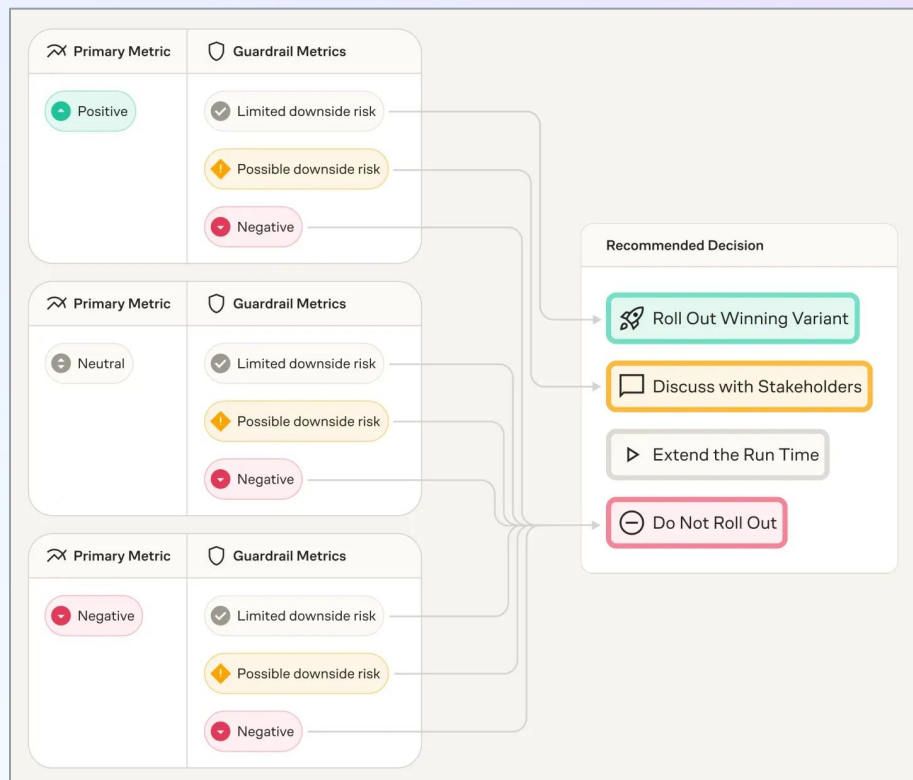 Primary Metric Guardrail Metrics
Positive
Limited downside risk
Possible downside risk
Negative
Primary Metric Guardrail Metrics
Neutral
Limited downside risk
Possible downside risk
Negative
Primary Metric Guardrail Metrics
Negative
Limited downside risk
Possible downside risk
Negative
Recommended Decision
Roll Out Winning Variant
Discuss with Stakeholders
Extend the Run Time
Do Not Roll Out